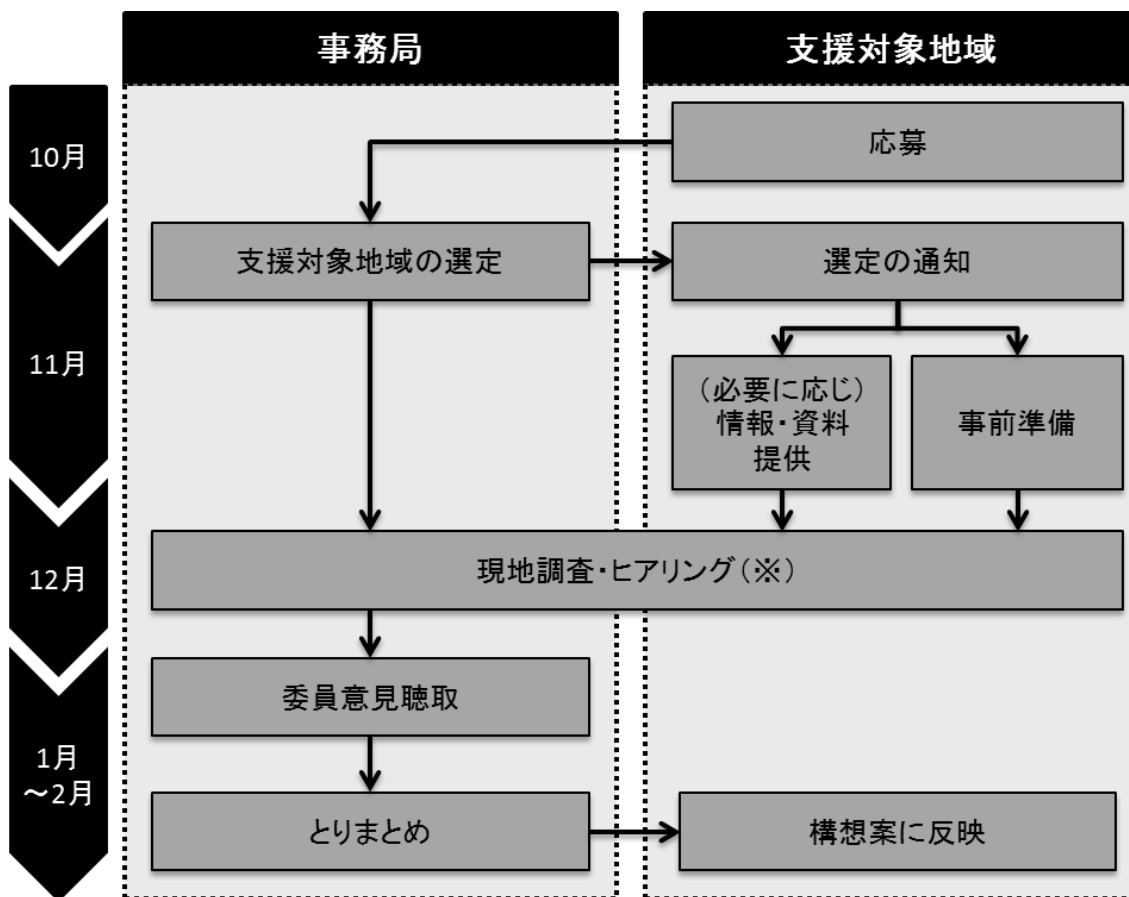 事務局
支援対象地域
10月
応募
支援対象地域の選定
選定の通知
11月
(必要に応じ)
情報・資料
提供
事前準備
12月
現地調査・ヒアリング(※)
委員意見聴取
1月
～2月
とりまとめ
構想案に反映